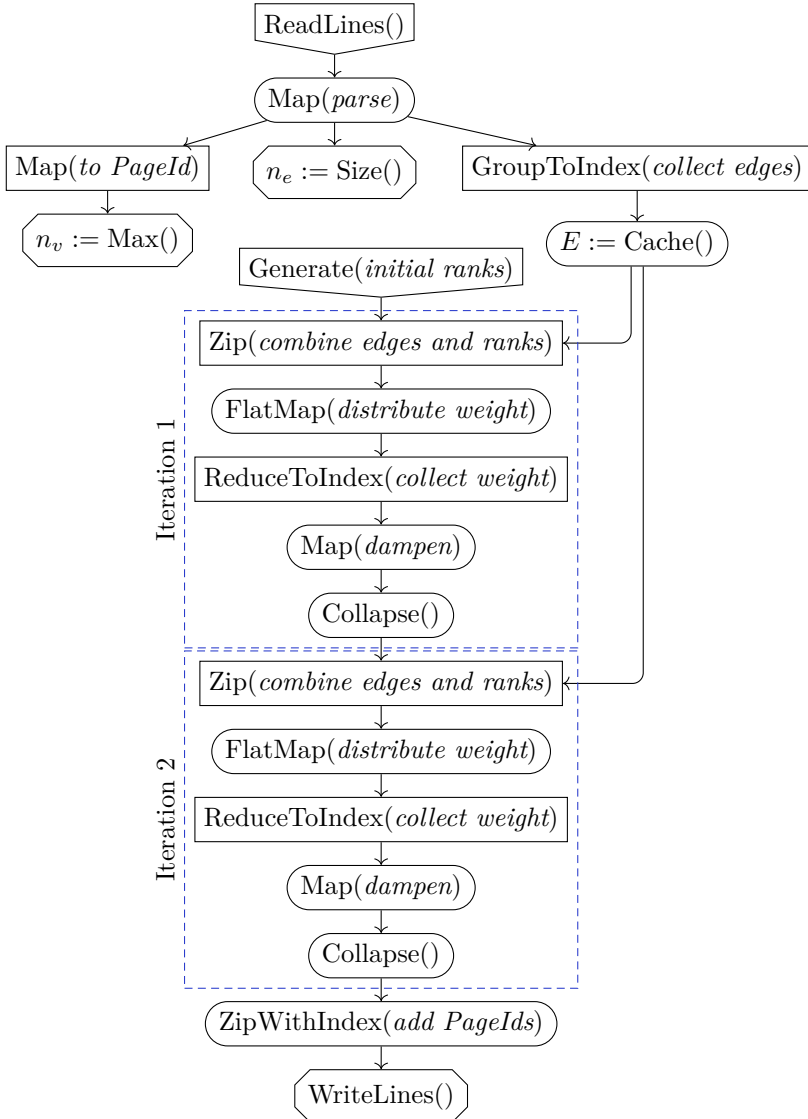 ReadLines()
Map(parse)
Map(to PageId)
n_e := Size()
GroupToIndex(collect edges)
n_v := Max()
E := Cache()
Generate(initial ranks)
Iteration 1
Zip(combine edges and ranks)
FlatMap(distribute weight)
ReduceToIndex(collect weight)
Map(dampen)
Collapse()
Iteration 2
Zip(combine edges and ranks)
FlatMap(distribute weight)
ReduceToIndex(collect weight)
Map(dampen)
Collapse()
ZipWithIndex(add PageIds)
WriteLines()